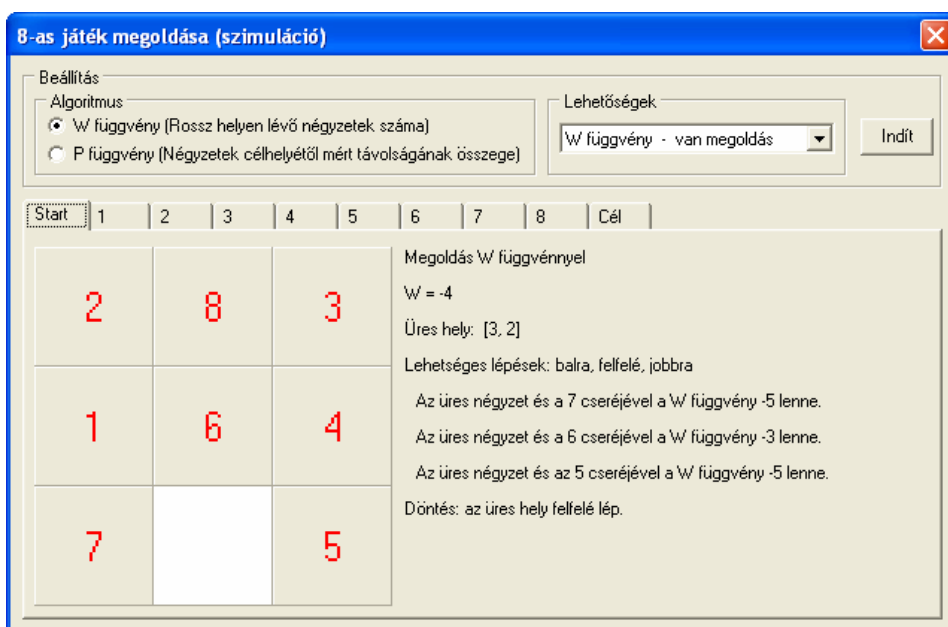 8-as játék megoldása (szimuláció)
Beállítás
Algoritmus
W függvény (Rossz helyen lévő négyzetek száma)
P függvény (Négyzetek célhelyétől mért távolságának összege)
Lehetőségek
W függvény - van megoldás
Indít
Start 1 2 3 4 5 6 7 8 Cél
2 8 3
1 6 4
7 5
Megoldás W függvénnyel
W = -4
Üres hely: [3, 2]
Lehetséges lépések: balra, felfelé, jobbra
Az üres négyzet és a 7 cseréjével a W függvény -5 lenne.
Az üres négyzet és a 6 cseréjével a W függvény -3 lenne.
Az üres négyzet és az 5 cseréjével a W függvény -5 lenne.
Döntés: az üres hely felfelé lép.